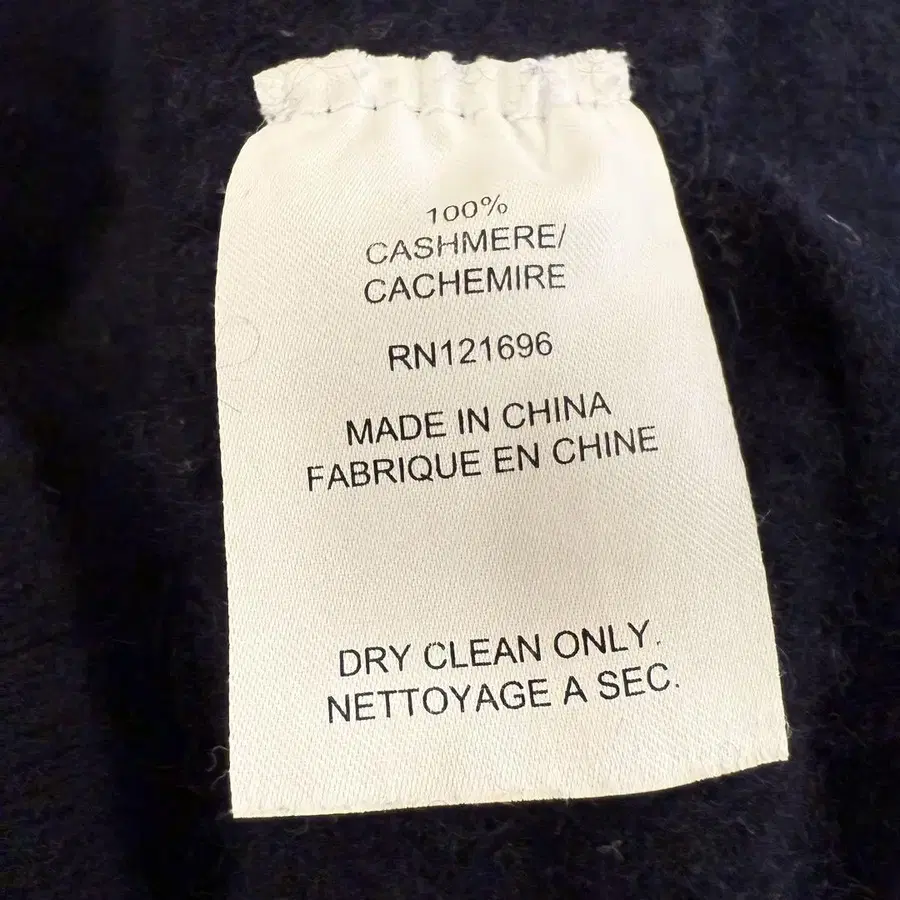 100%
CASHMERE/
CACHEMIRE
RN121696
MADE IN CHINA
FABRIQUE EN CHINE
DRY CLEAN ONLY.
NETTOYAGE A SEC.